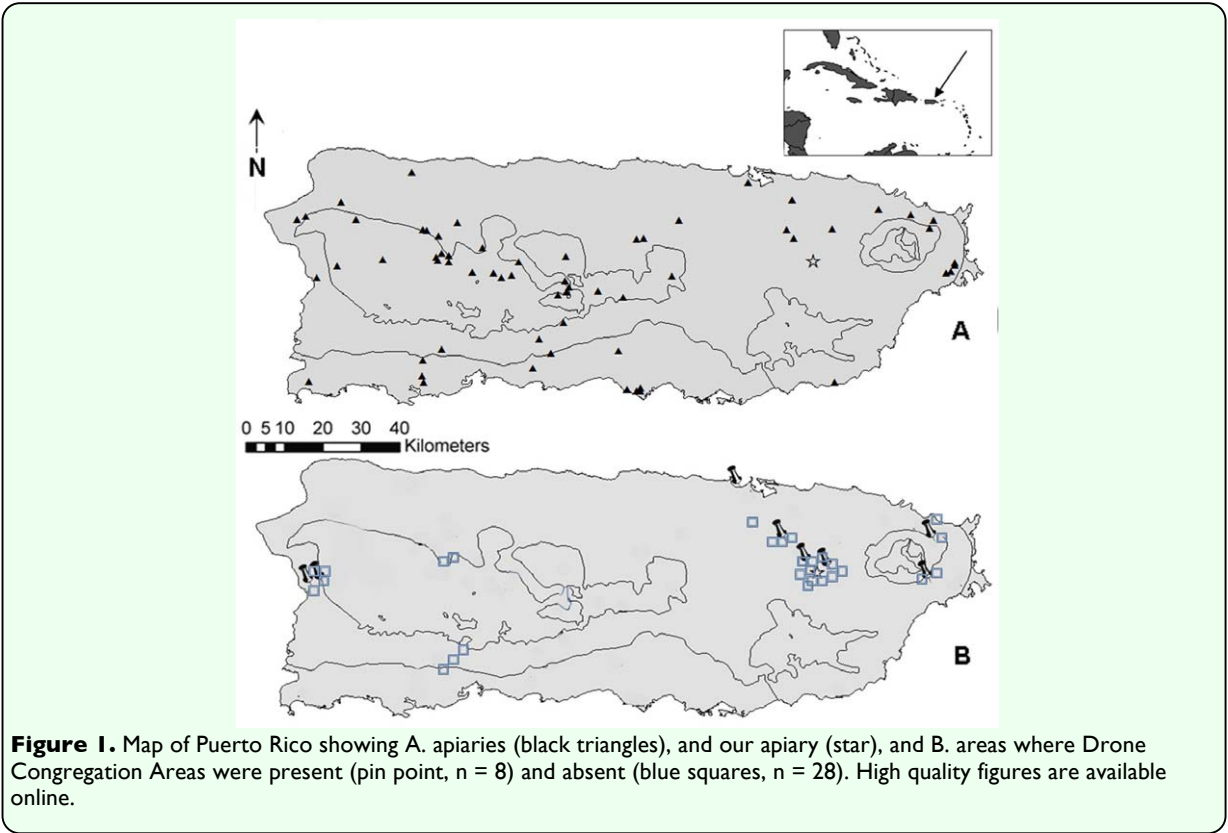 N
A
0 5 10 20 30 40
Kilometers
B
Figure 1. Map of Puerto Rico showing A. apiaries (black triangles), and our apiary (star), and B. areas where Drone
Congregation Areas were present (pin point, n = 8) and absent (blue squares, n = 28). High quality figures are available
online.